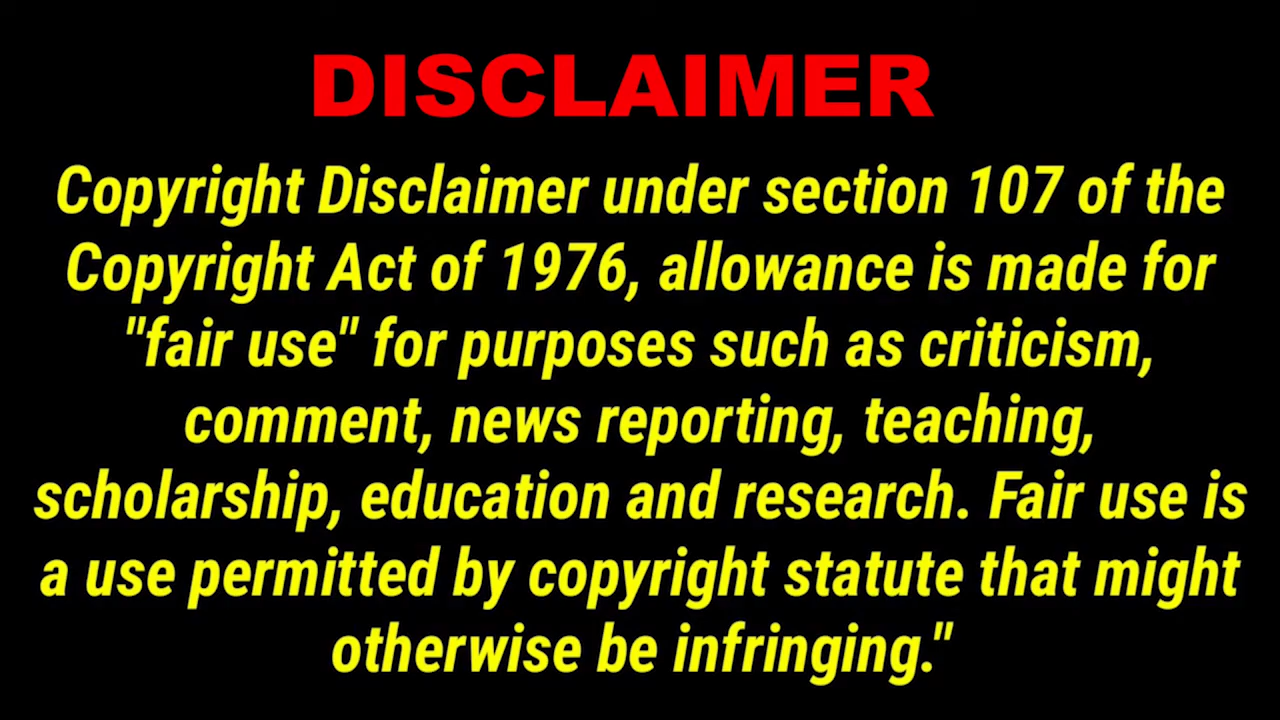 DISCLAIMER
Copyright Disclaimer under section 107 of the
Copyright Act of 1976, allowance is made for
"fair use" for purposes such as criticism,
comment, news reporting, teaching,
scholarship, education and research. Fair use is
a use permitted by copyright statute that might
otherwise be infringing."